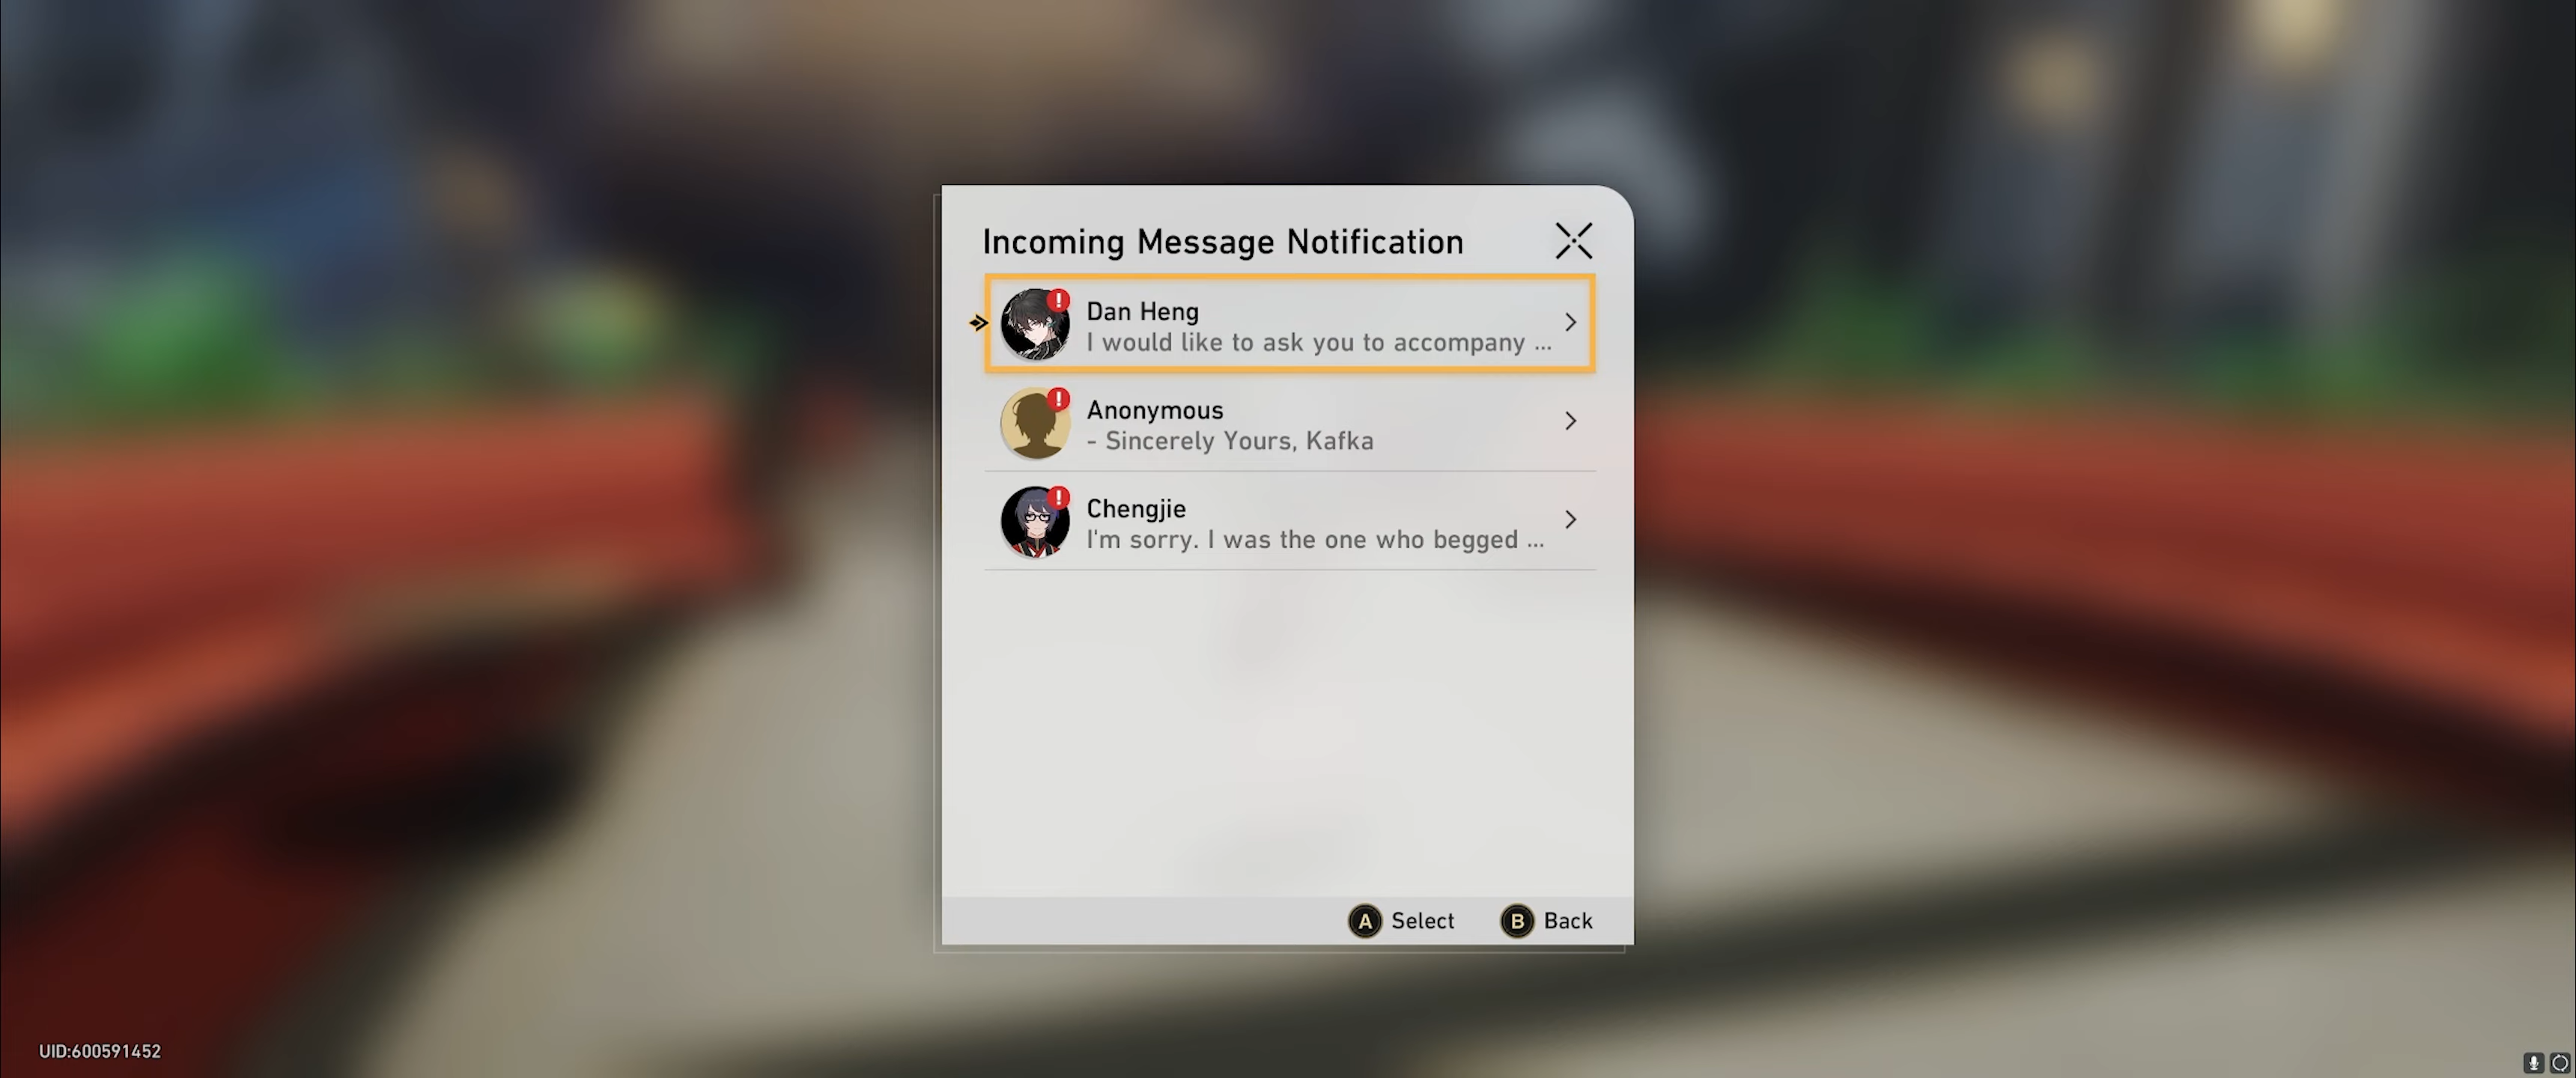 Incoming Message Notification
Dan Heng
I would like to ask you to accompany ...
Anonymous
- Sincerely Yours, Kafka
Chengjie
I'm sorry. I was the one who begged ...
A Select B Back
UID:600591452